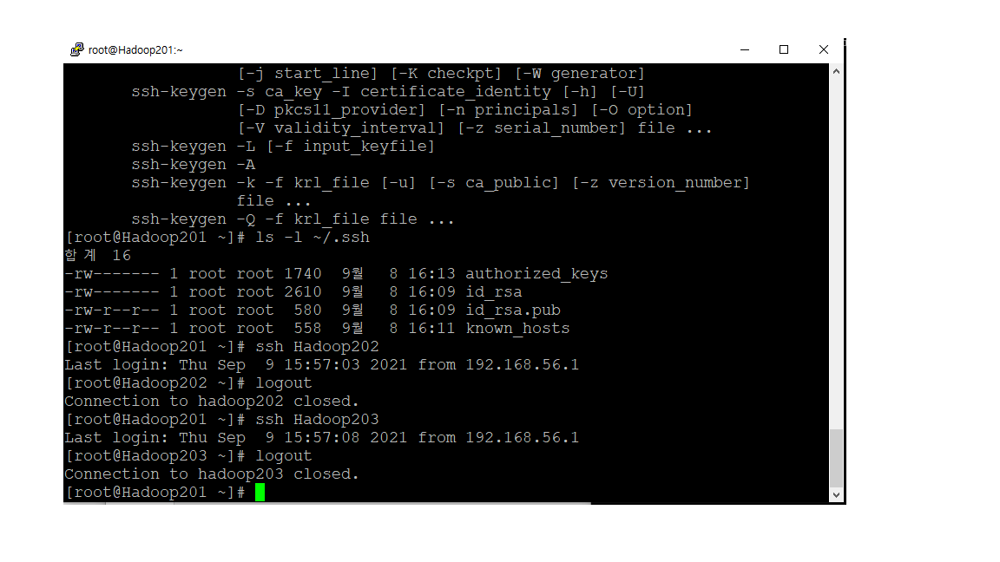 root@Hadoop201:~
[-j start_line] [-K checkpt] [-W generator]
ssh-keygen -s ca_key -I certificate_identity [-h] [-U]
[-D pkcs11_provider] [-n principals] [-O option]
[-V validity_interval] [-z serial_number] file ...
ssh-keygen -L [-f input_keyfile]
ssh-keygen -A
ssh-keygen -k -f krl_file [-u] [-s ca_public] [-z version_number]
file ...
ssh-keygen -Q -f krl_file file ...
[root@Hadoop201 ~]# ls -l ~/.ssh
합계 16
-rw------- 1 root root 1740 9월 8 16:13 authorized_keys
-rw------- 1 root root 2610 9월 8 16:09 id_rsa
-rw-r--r-- 1 root root 580 9월 8 16:09 id_rsa.pub
-rw-r--r-- 1 root root 558 9월 8 16:11 known_hosts
[root@Hadoop201 ~]# ssh Hadoop202
Last login: Thu Sep 9 15:57:03 2021 from 192.168.56.1
[root@Hadoop202 ~]# logout
Connection to hadoop202 closed.
[root@Hadoop201 ~]# ssh Hadoop203
Last login: Thu Sep 9 15:57:08 2021 from 192.168.56.1
[root@Hadoop203 ~]# logout
Connection to hadoop203 closed.
[root@Hadoop201 ~]#